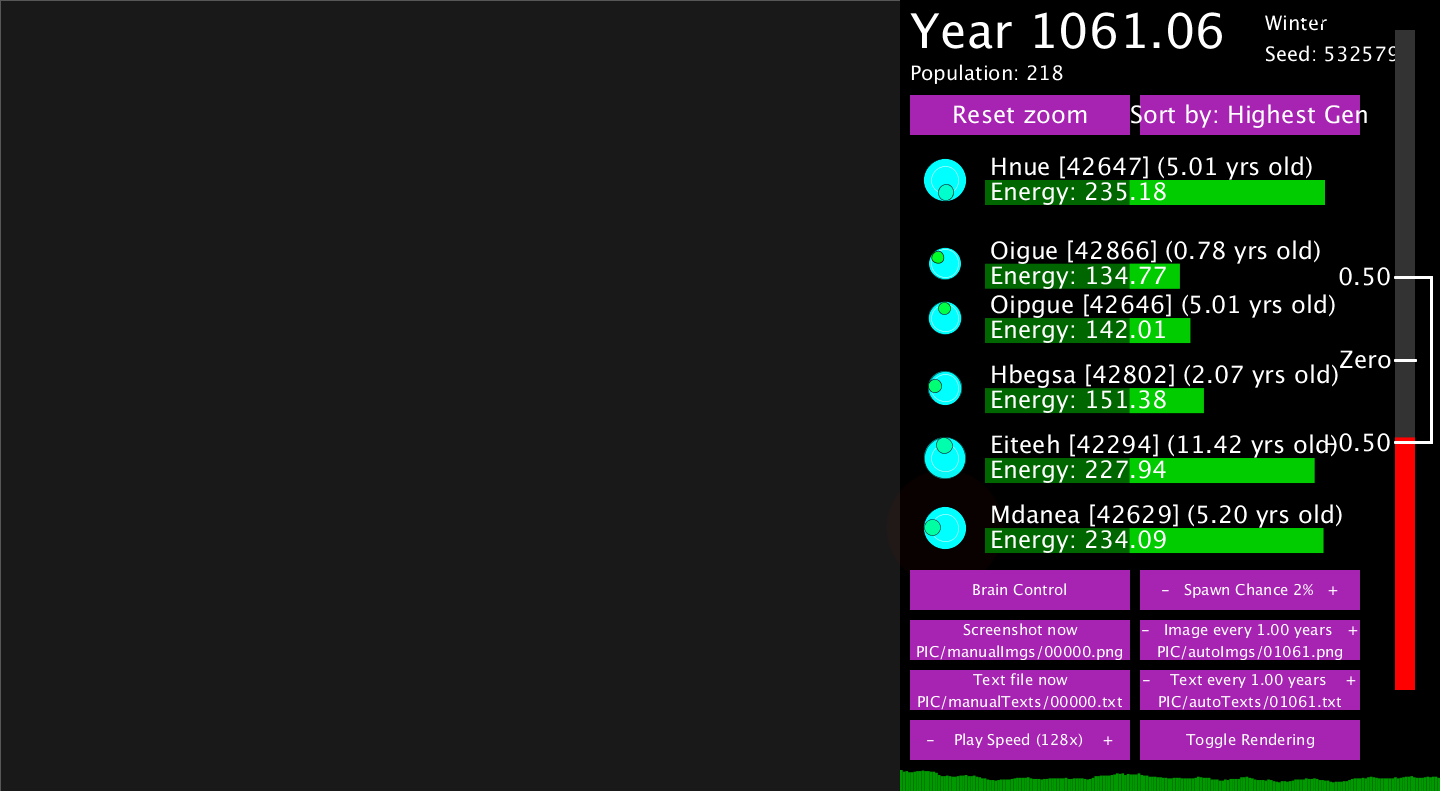 Year 1061.06
Winter
Seed: 532579
Population: 218
Reset zoom
Sort by: Highest Gen
Hnue [42647] (5.01 yrs old)
Energy: 235.18
Oigue [42866] (0.78 yrs old)
Energy: 134.77
0.50
Oipgue [42646] (5.01 yrs old)
Energy: 142.01
Zero
Hbegsa [42802] (2.07 yrs old)
Energy: 151.38
Eiteeh [42294] (11.42 yrs old)
-0.50
Energy: 227.94
Mdanea [42629] (5.20 yrs old)
Energy: 234.09
Brain Control
- Spawn Chance 2% +
Screenshot now
PIC/manualImgs/00000.png
- Image every 1.00 years +
PIC/autoImgs/01061.png
Text file now
PIC/manualTexts/00000.txt
- Text every 1.00 years +
PIC/autoTexts/01061.txt
- Play Speed (128x) +
Toggle Rendering